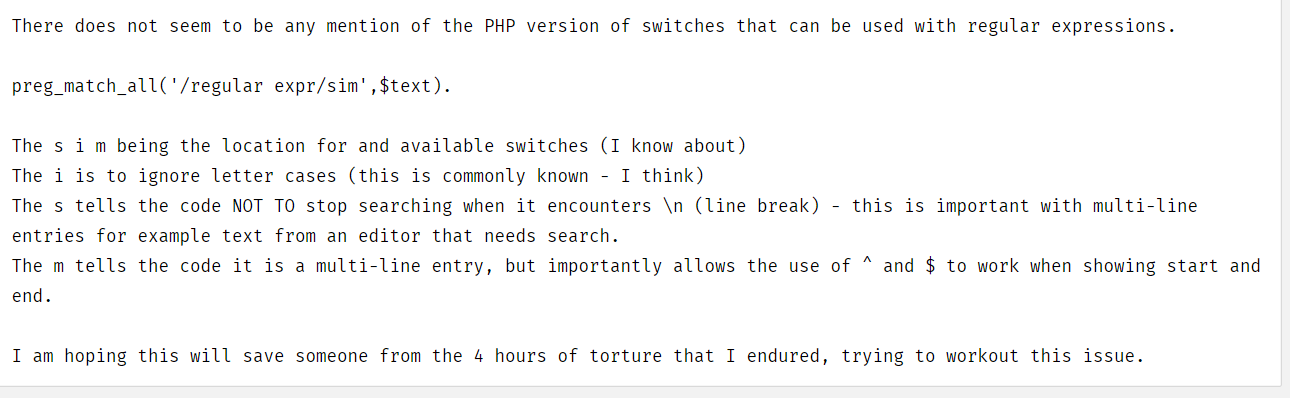 There does not seem to be any mention of the PHP version of switches that can be used with regular expressions.
preg_match_all('/regular expr/sim',$text).
The s i m being the location for and available switches (I know about)
The i is to ignore letter cases (this is commonly known - I think)
The s tells the code NOT TO stop searching when it encounters \n (line break) - this is important with multi-line
entries for example text from an editor that needs search.
The m tells the code it is a multi-line entry, but importantly allows the use of ^ and $ to work when showing start and
end.
I am hoping this will save someone from the 4 hours of torture that I endured, trying to workout this issue.